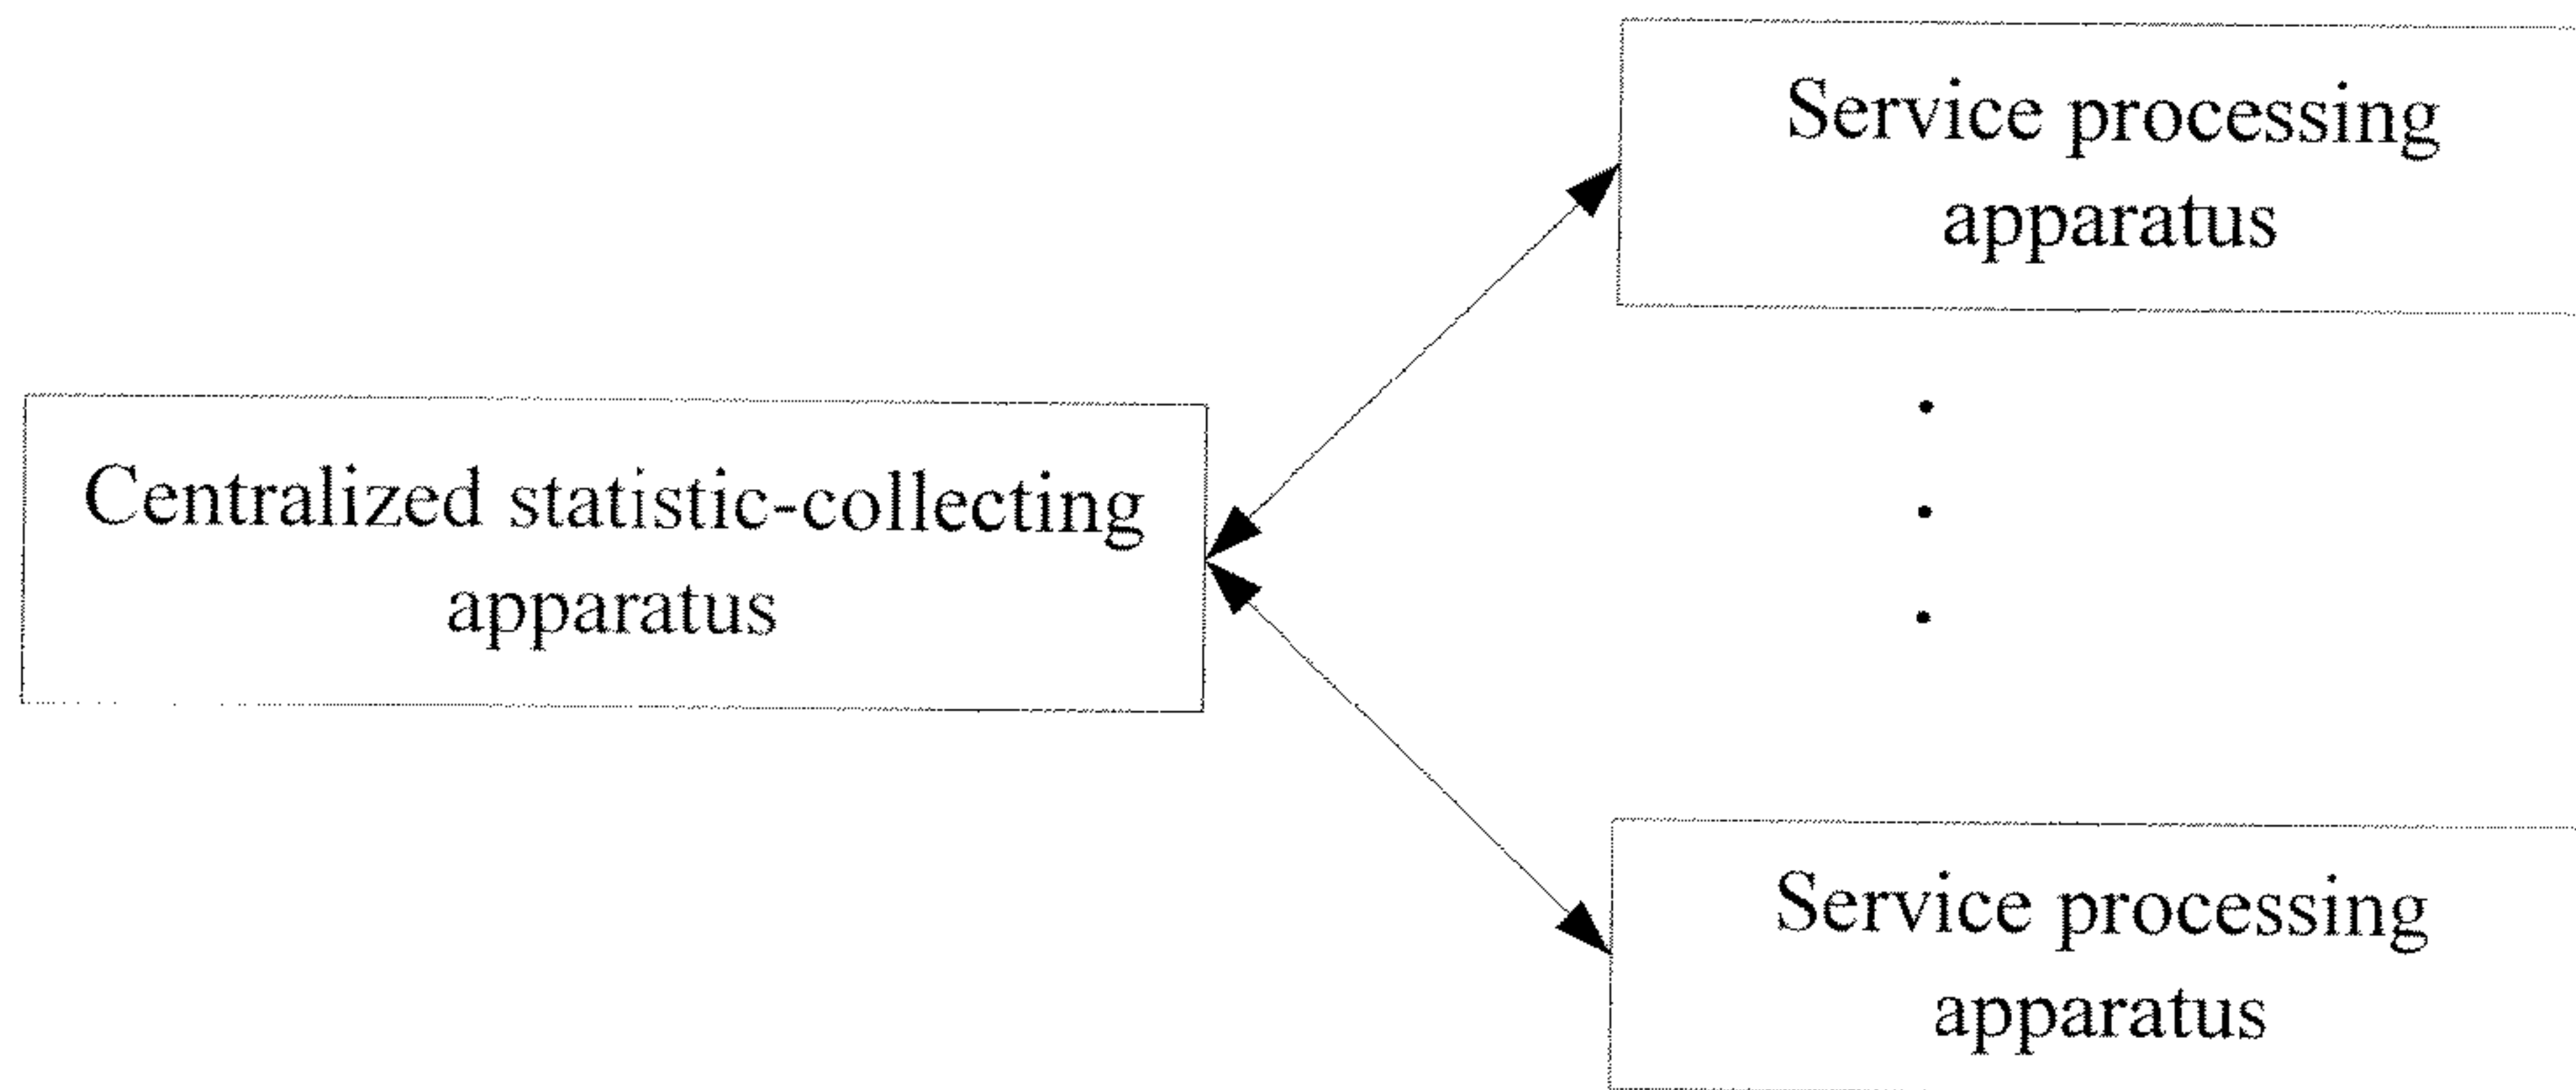 Service processing
apparatus
Centralized statistic-collecting
apparatus
Service processing
apparatus